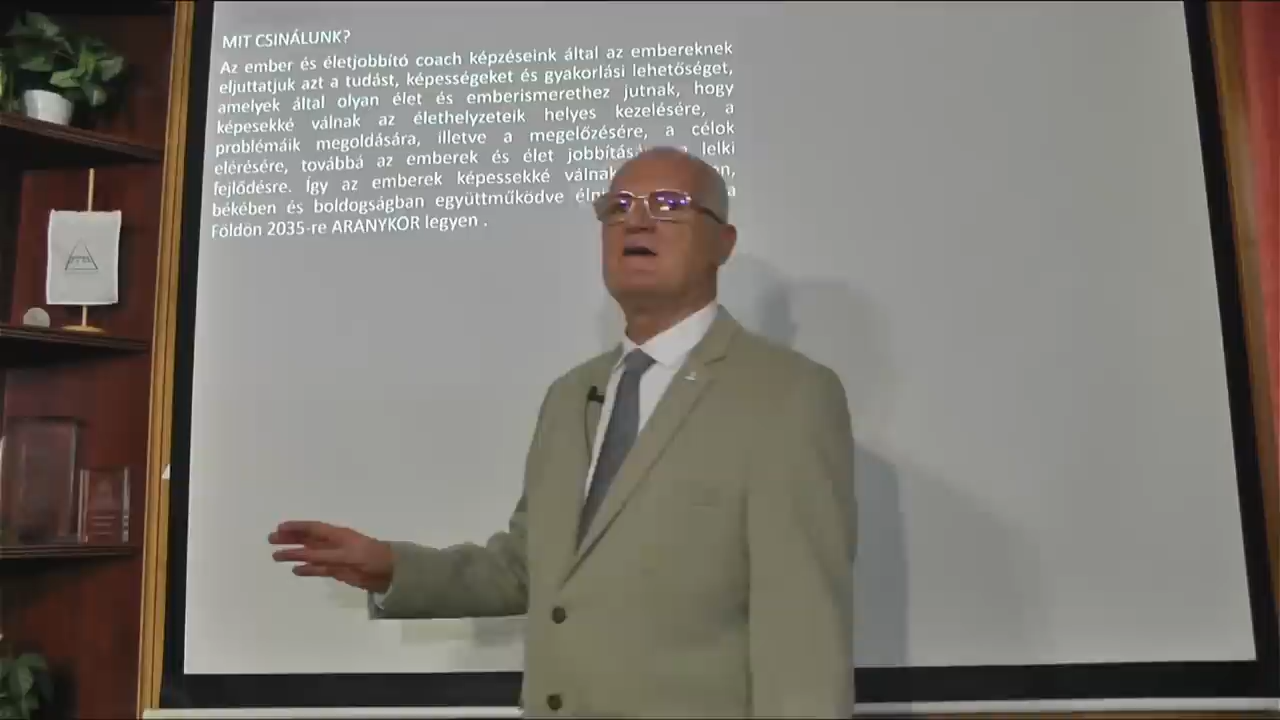 MIT CSINÁLUNK?
Az ember és életjobbító coach képzéseink által az embereknek
eljuttatjuk azt a tudást, képességeket és gyakorlási lehetőséget,
amelyek által olyan élet és emberismerethez jutnak, hogy
képesekké válnak az élethelyzeteik helyes kezelésére, a
problémáik megoldására, illetve a megelőzésére, a célok
elérésére, továbbá az emberek és élet lelki
fejlődésre. Így az emberek képessekké
békében és boldogságban együttműködve a
Földön 2035-re ARANYKOR legyen .